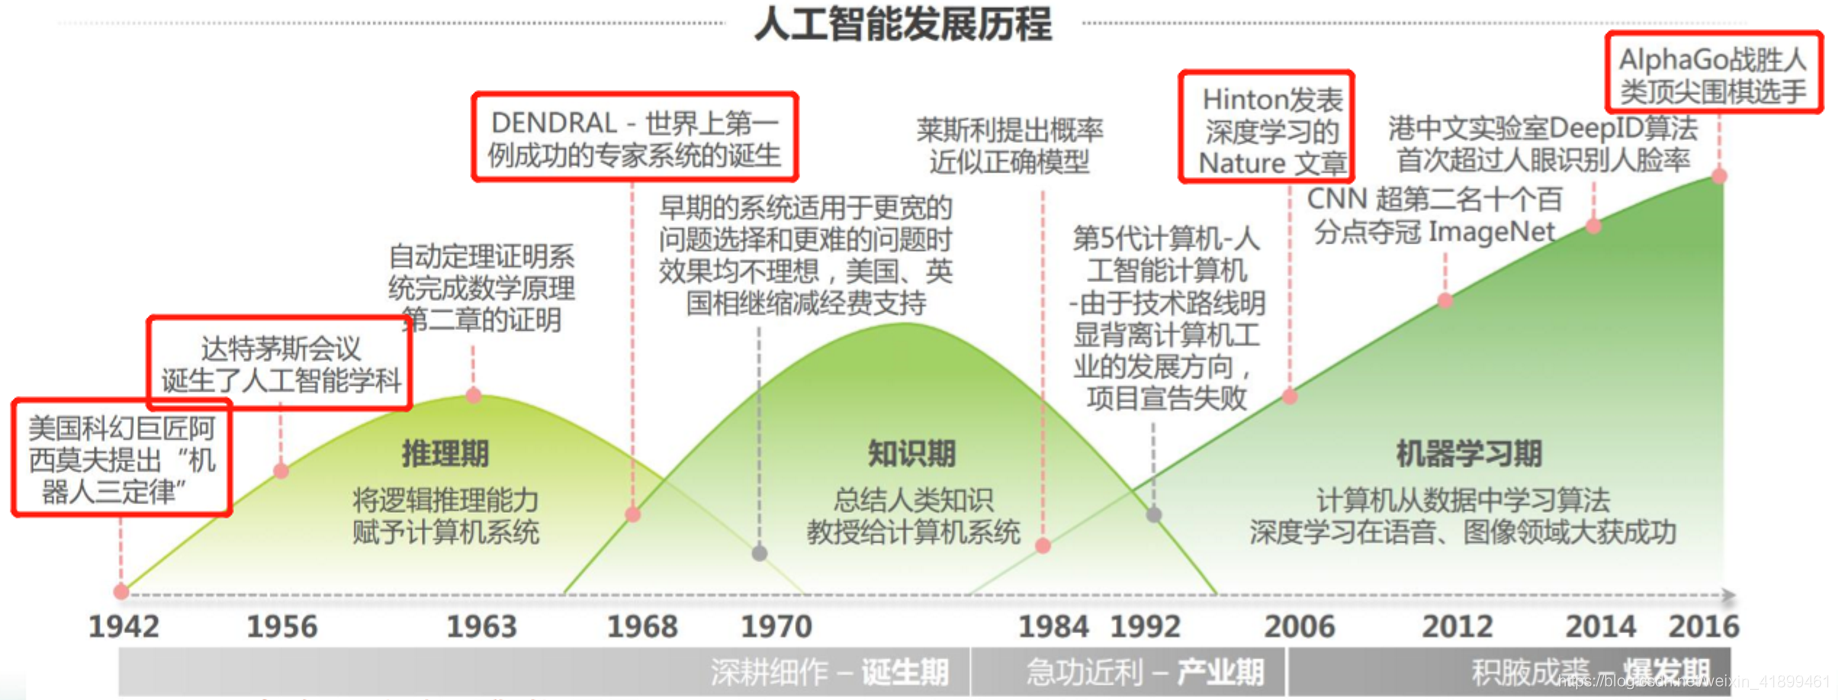 人工智能发展历程
美国科幻巨匠阿
西莫夫提出“机
器人三定律”
达特茅斯会议
诞生了人工智能学科
自动定理证明系
统完成数学原理
第二章的证明
DENDRAL - 世界上第一
例成功的专家系统的诞生
早期的系统适用于更宽的
问题选择和更难的问题时
效果均不理想，美国、英
国相继缩减经费支持
莱斯利提出概率
近似正确模型
第5代计算机-人
工智能计算机
-由于技术路线明
显背离计算机工
业的发展方向，
项目宣告失败
Hinton发表
深度学习的
Nature 文章
CNN 超第二名十个百
分点夺冠 ImageNet
港中文实验室DeepID算法
首次超过人眼识别人脸率
AlphaGo战胜人
类顶尖围棋选手
推理期
将逻辑推理能力
赋予计算机系统
知识期
总结人类知识
教授给计算机系统
机器学习期
计算机从数据中学习算法
深度学习在语音、图像领域大获成功
1942 1956 1963 1968 1970 1984 1992 2006 2012 2014 2016
深耕细作 – 诞生期
急功近利 – 产业期
积腋成裘 – 爆发期
https://blog.csdn.net/weixin_41899461